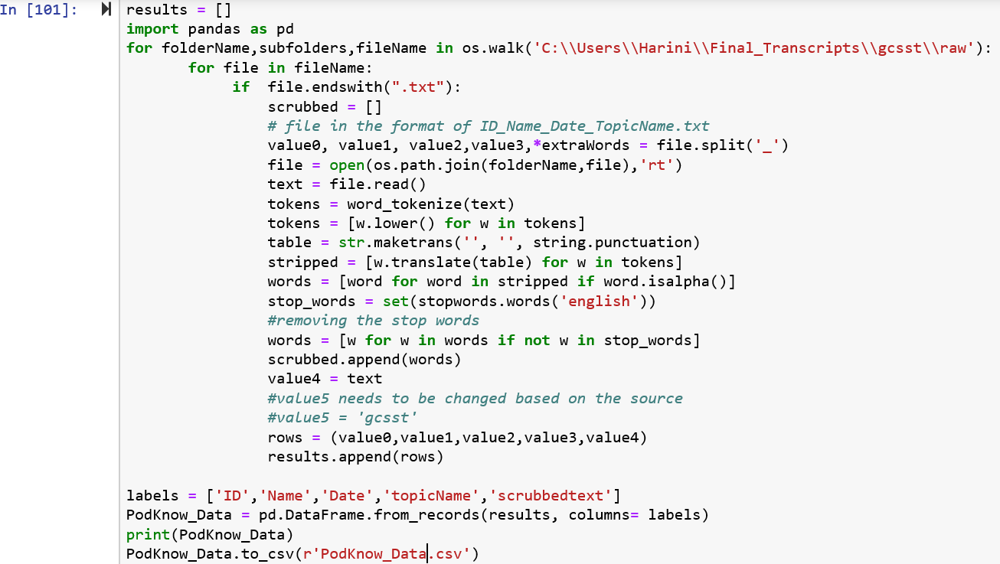 In [101]: results = []
import pandas as pd
for folderName,subfolders,fileName in os.walk('C:\\Users\\Harini\\Final_Transcripts\\gcsst\\raw'):
       for file in fileName:
            if  file.endswith(".txt"):
                scrubbed = []
                # file in the format of ID_Name_Date_TopicName.txt
                value0, value1, value2,value3,*extraWords = file.split('_')
                file = open(os.path.join(folderName,file),'rt')
                text = file.read()
                tokens = word_tokenize(text)
                tokens = [w.lower() for w in tokens]
                table = str.maketrans('', '', string.punctuation)
                stripped = [w.translate(table) for w in tokens]
                words = [word for word in stripped if word.isalpha()]
                stop_words = set(stopwords.words('english'))
                #removing the stop words
                words = [w for w in words if not w in stop_words]
                scrubbed.append(words)
                value4 = text
                #value5 needs to be changed based on the source
                #value5 = 'gcsst'
                rows = (value0,value1,value2,value3,value4)
                results.append(rows)
labels = ['ID','Name','Date','topicName','scrubbedtext']
PodKnow_Data = pd.DataFrame.from_records(results, columns= labels)
print(PodKnow_Data)
PodKnow_Data.to_csv(r'PodKnow_Data.csv')